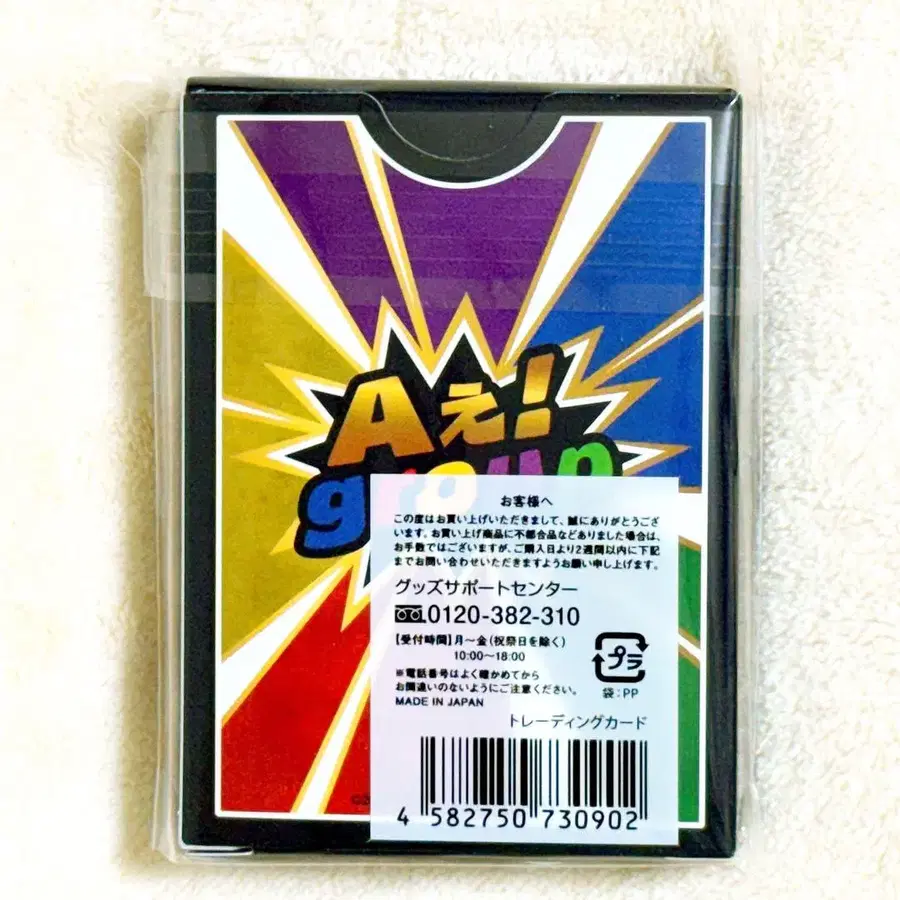 Aぇ!
group
お客様へ
この度はお買い上げいただきまして、誠にありがとうござ
います。お買い上げ商品に不都合品などありました場合は、
お手数ではございますが、ご購入日より2週間以内に下記
までお問い合わせいただきますようお願い申し上げます。
グッズサポートセンター
0120-382-310
【受付時間】月～金(祝祭日を除く)
10:00～18:00
※電話番号はよく確かめてから
お間違いのないようにご注意ください。
MADE IN JAPAN
プラ
袋:PP
トレーディングカード
4 582750 730902